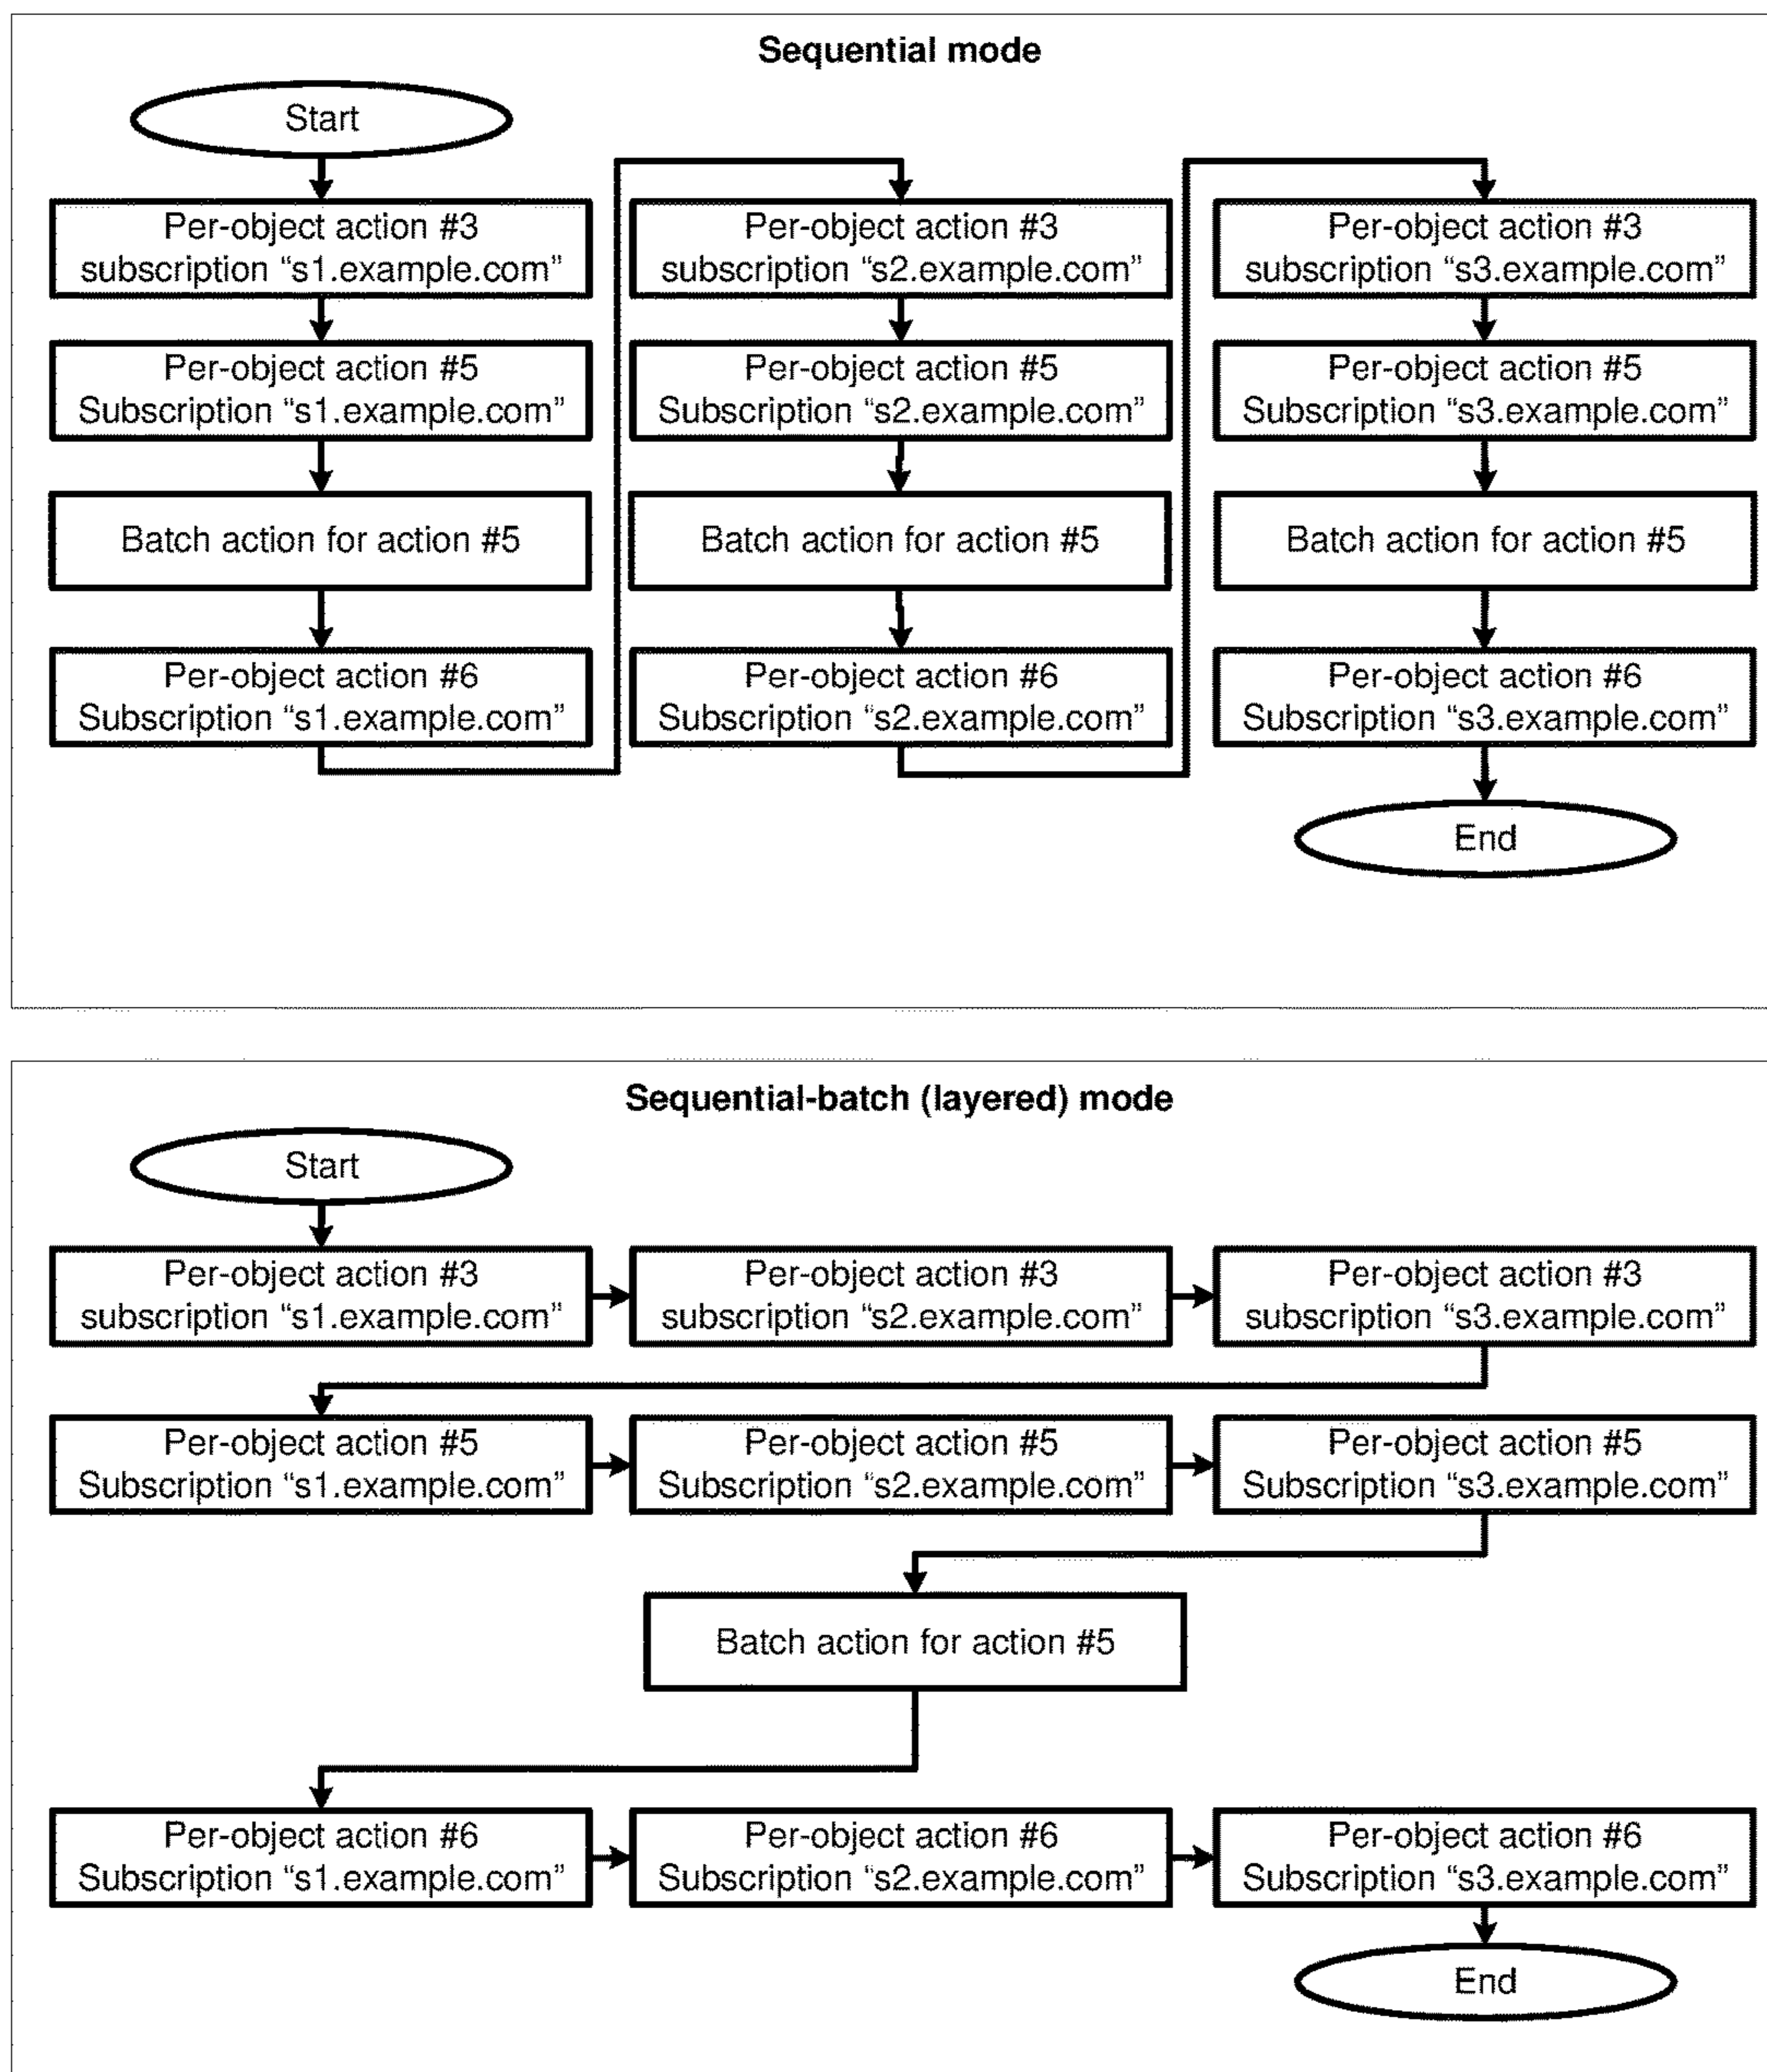 Sequential mode
Start
Per-object action #3
subscription “s1.example.com”
Per-object action #5
Subscription “s1.example.com”
Batch action for action #5
Per-object action #6
Subscription “s1.example.com”
Per-object action #3
subscription “s2.example.com”
Per-object action #5
Subscription “s2.example.com”
Batch action for action #5
Per-object action #6
Subscription “s2.example.com”
Per-object action #3
subscription “s3.example.com”
Per-object action #5
Subscription “s3.example.com”
Batch action for action #5
Per-object action #6
Subscription “s3.example.com”
End
Sequential-batch (layered) mode
Start
Per-object action #3
subscription “s1.example.com”
Per-object action #3
subscription “s2.example.com”
Per-object action #3
subscription “s3.example.com”
Per-object action #5
Subscription “s1.example.com”
Per-object action #5
Subscription “s2.example.com”
Per-object action #5
Subscription “s3.example.com”
Batch action for action #5
Per-object action #6
Subscription “s1.example.com”
Per-object action #6
Subscription “s2.example.com”
Per-object action #6
Subscription “s3.example.com”
End